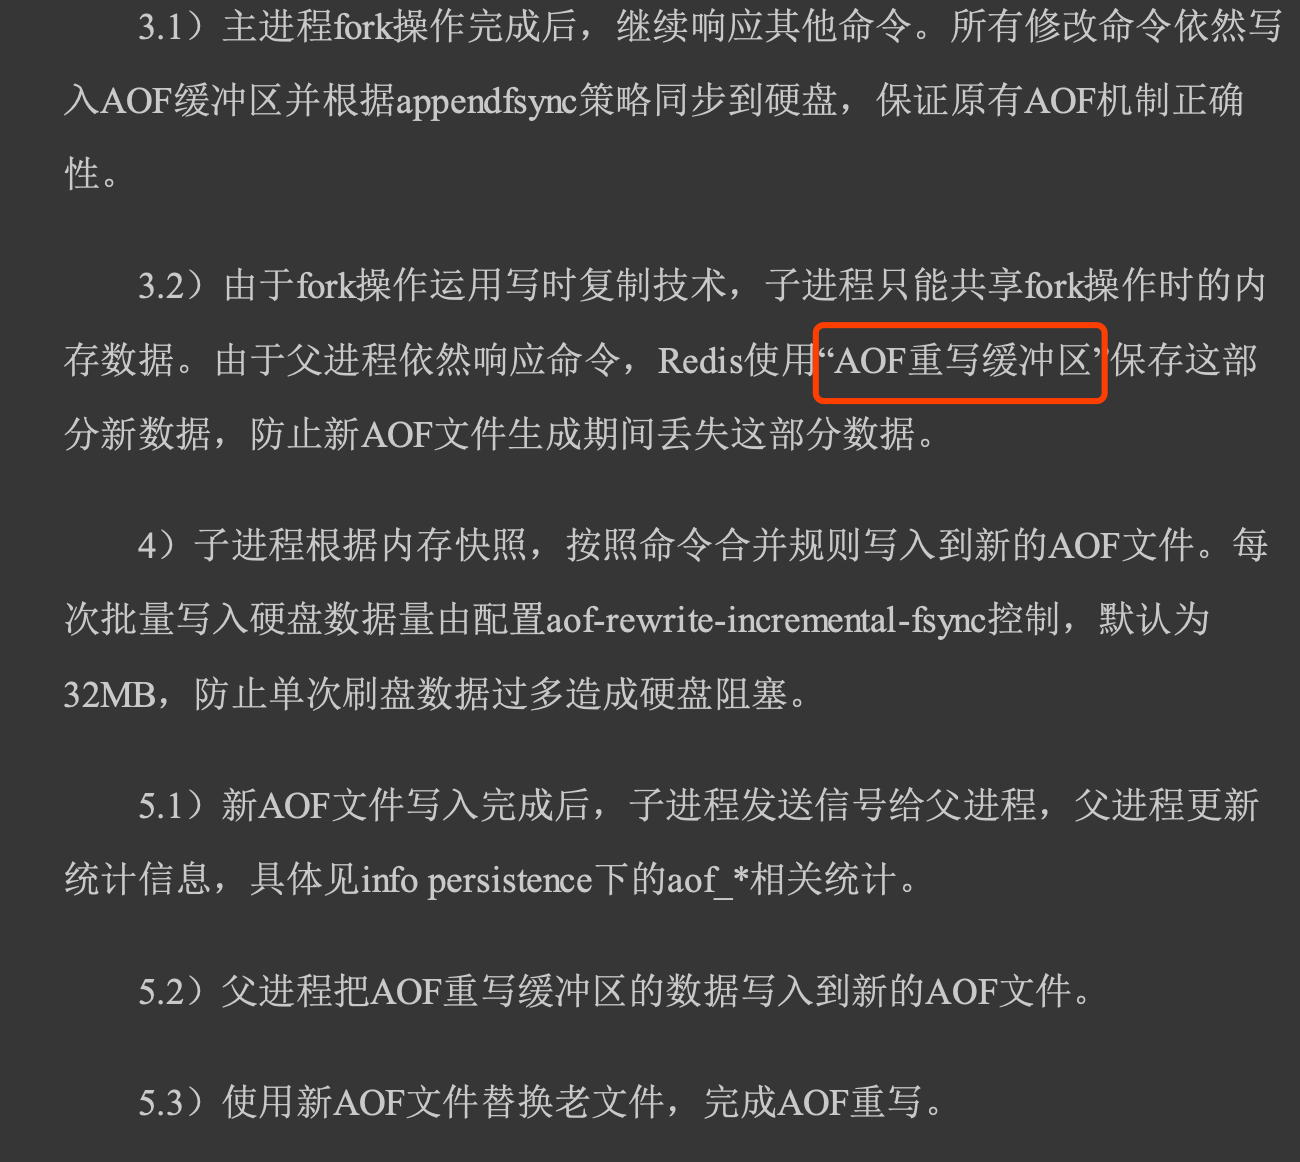 3.1）主进程fork操作完成后，继续响应其他命令。所有修改命令依然写
入AOF缓冲区并根据appendfsync策略同步到硬盘，保证原有AOF机制正确
性。
3.2）由于fork操作运用写时复制技术，子进程只能共享fork操作时的内
存数据。由于父进程依然响应命令，Redis使用“AOF重写缓冲区”保存这部
分新数据，防止新AOF文件生成期间丢失这部分数据。
4）子进程根据内存快照，按照命令合并规则写入到新的AOF文件。每
次批量写入硬盘数据量由配置aof-rewrite-incremental-fsync控制，默认为
32MB，防止单次刷盘数据过多造成硬盘阻塞。
5.1）新AOF文件写入完成后，子进程发送信号给父进程，父进程更新
统计信息，具体见info persistence下的aof_*相关统计。
5.2）父进程把AOF重写缓冲区的数据写入到新的AOF文件。
5.3）使用新AOF文件替换老文件，完成AOF重写。